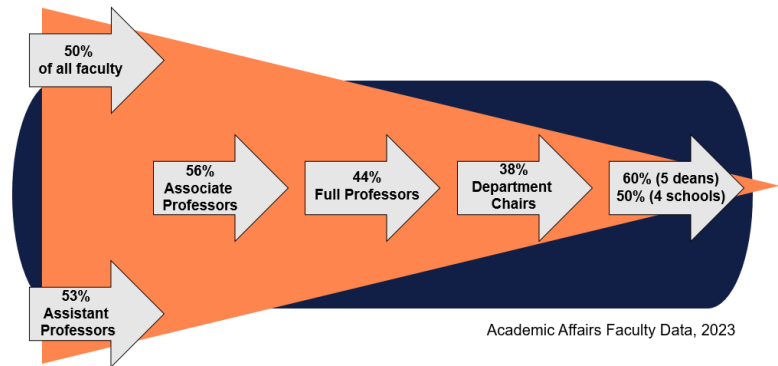 50%
of all faculty
56%
Associate
Professors
44%
Full Professors
38%
Department
Chairs
60% (5 deans)
50% (4 schools)
53%
Assistant
Professors
Academic Affairs Faculty Data, 2023